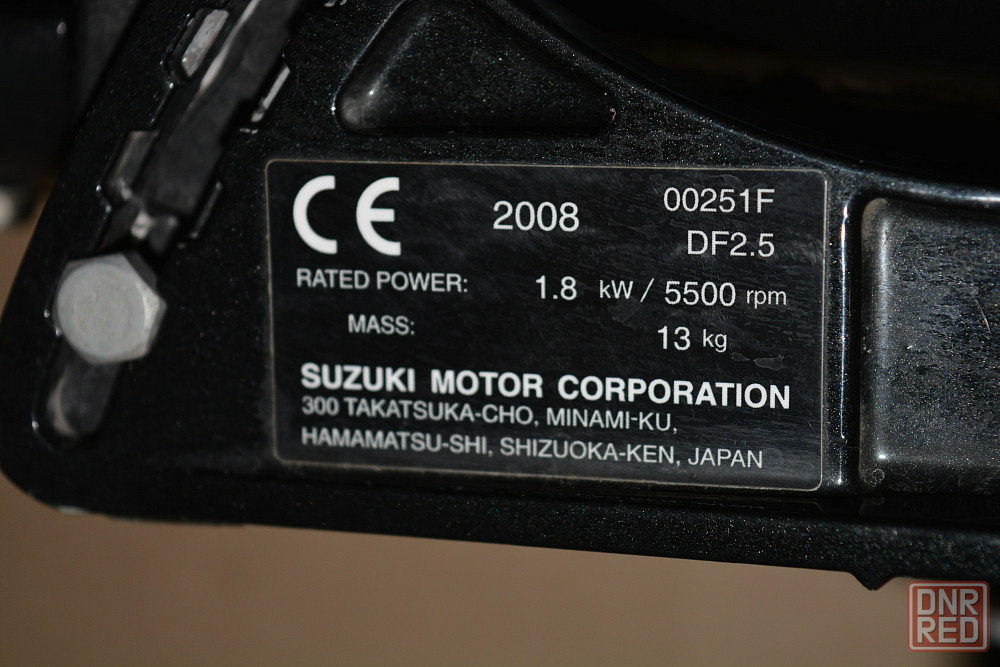 CE 2008 00251F
DF2.5
RATED POWER: 1.8 kW / 5500 rpm
MASS: 13 kg
SUZUKI MOTOR CORPORATION
300 TAKATSUKA-CHO, MINAMI-KU,
HAMAMATSU-SHI, SHIZUOKA-KEN, JAPAN
DNR
RED